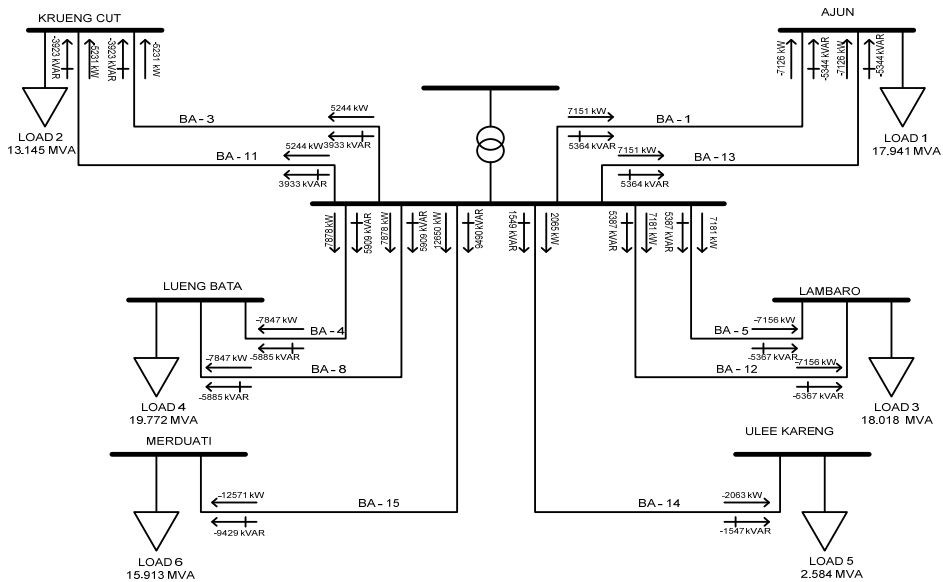 KRUENG CUT
AJUN
-3923 kVAR
-5231 kW
-3923 kVAR
-5231 kW
-7126 kW
-5344 kVAR
-7126 kW
-5344 kVAR
LOAD 2
13.145 MVA
LOAD 1
17.941 MVA
BA - 3
5244 kW
3933 kVAR
7151 kW
5364 kVAR
BA - 1
BA - 11
5244 kW
3933 kVAR
7151 kW
5364 kVAR
BA - 13
7878 kW
5909 kVAR
7878 kW
5909 kVAR
12650 kW
9490 kVAR
1549 kVAR
2065 kW
5387 kVAR
7181 kW
5387 kVAR
7181 kW
LUENG BATA
LAMBARO
-7847 kW
-5885 kVAR
BA - 4
BA - 5
-7156 kW
-5367 kVAR
-7847 kW
-5885 kVAR
BA - 8
BA - 12
-7156 kW
-5367 kVAR
LOAD 4
19.772 MVA
LOAD 3
18.018 MVA
MERDUATI
ULEE KARENG
-12571 kW
-9429 kVAR
BA - 15
BA - 14
-2063 kW
-1547 kVAR
LOAD 6
15.913 MVA
LOAD 5
2.584 MVA